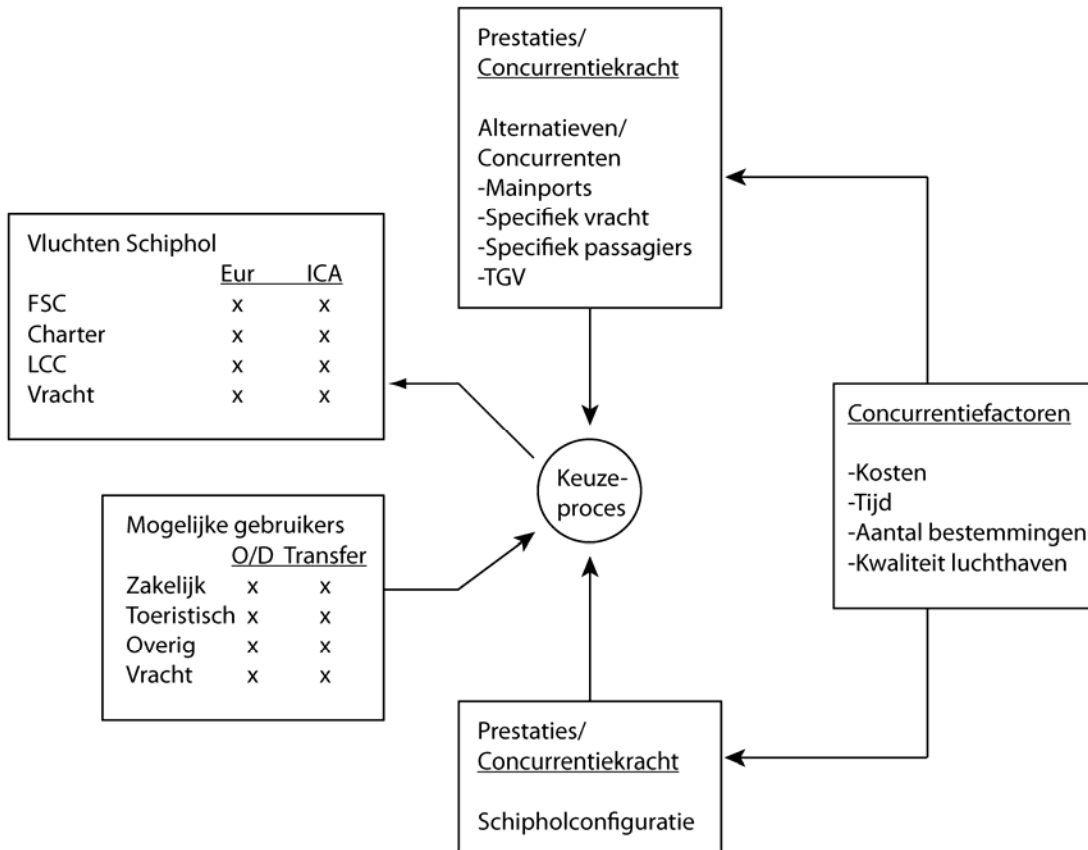 Prestaties/
Concurrentiekracht
Alternatieven/
Concurrenten
-Mainports
-Specifiek vracht
-Specifiek passagiers
-TGV
Vluchten Schiphol
Eur ICA
FSC x x
Charter x x
LCC x x
Vracht x x
Concurrentiefactoren
-Kosten
-Tijd
-Aantal bestemmingen
-Kwaliteit luchthaven
Keuze-
proces
Mogelijke gebruikers
O/D Transfer
Zakelijk x x
Toeristisch x x
Overig x x
Vracht x x
Prestaties/
Concurrentiekracht
Schipholconfiguratie